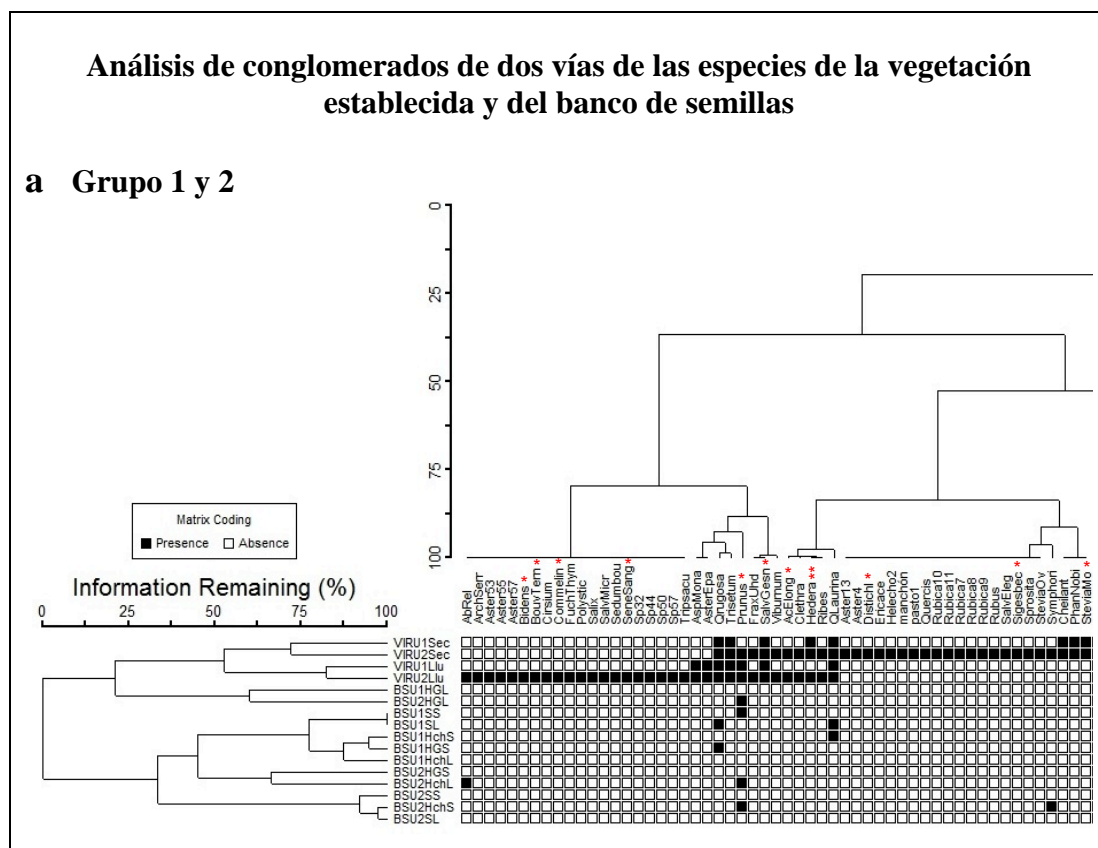 Análisis de conglomerados de dos vías de las especies de la vegetación
establecida y del banco de semillas
a Grupo 1 y 2
0
25
50
75
100
Matrix Coding
Presence Absence
Information Remaining (%)
0 25 50 75 100
AbRel
ArchSerr
Aster53
Aster55
Aster57
Bidens *
BouvTern *
Cirsium
Commelin *
FuchThym
Polystic
Salix
SalvMicr
Sedumbou
SeneSang *
Sp32
Sp44
Sp50
Sp57
Tripsacu
AspMona
AsterEpa
Qrugosa
Trisetum
Prunus *
FraxUhd
SalvGesn *
Viburnum
AcElong *
Clethra
Hedera **
Ribes
QLaurina
Aster13
Aster4
Distichl *
Ericace
Helecho2
manchón
pasto1
Quercis
Rubica10
Rubica11
Rubica7
Rubica8
Rubica9
Rubus
SalvEleg
Sigesbec *
Sprosita
SteviaOv
Symphori
Chelant
PhanNobi
SteviaMo *
VIRU1Sec
VIRU2Sec
VIRU1Llu
VIRU2Llu
BSU1HGL
BSU2HGL
BSU1SS
BSU1SL
BSU1HchS
BSU1HGS
BSU1HchL
BSU2HGS
BSU2HchL
BSU2SS
BSU2HchS
BSU2SL